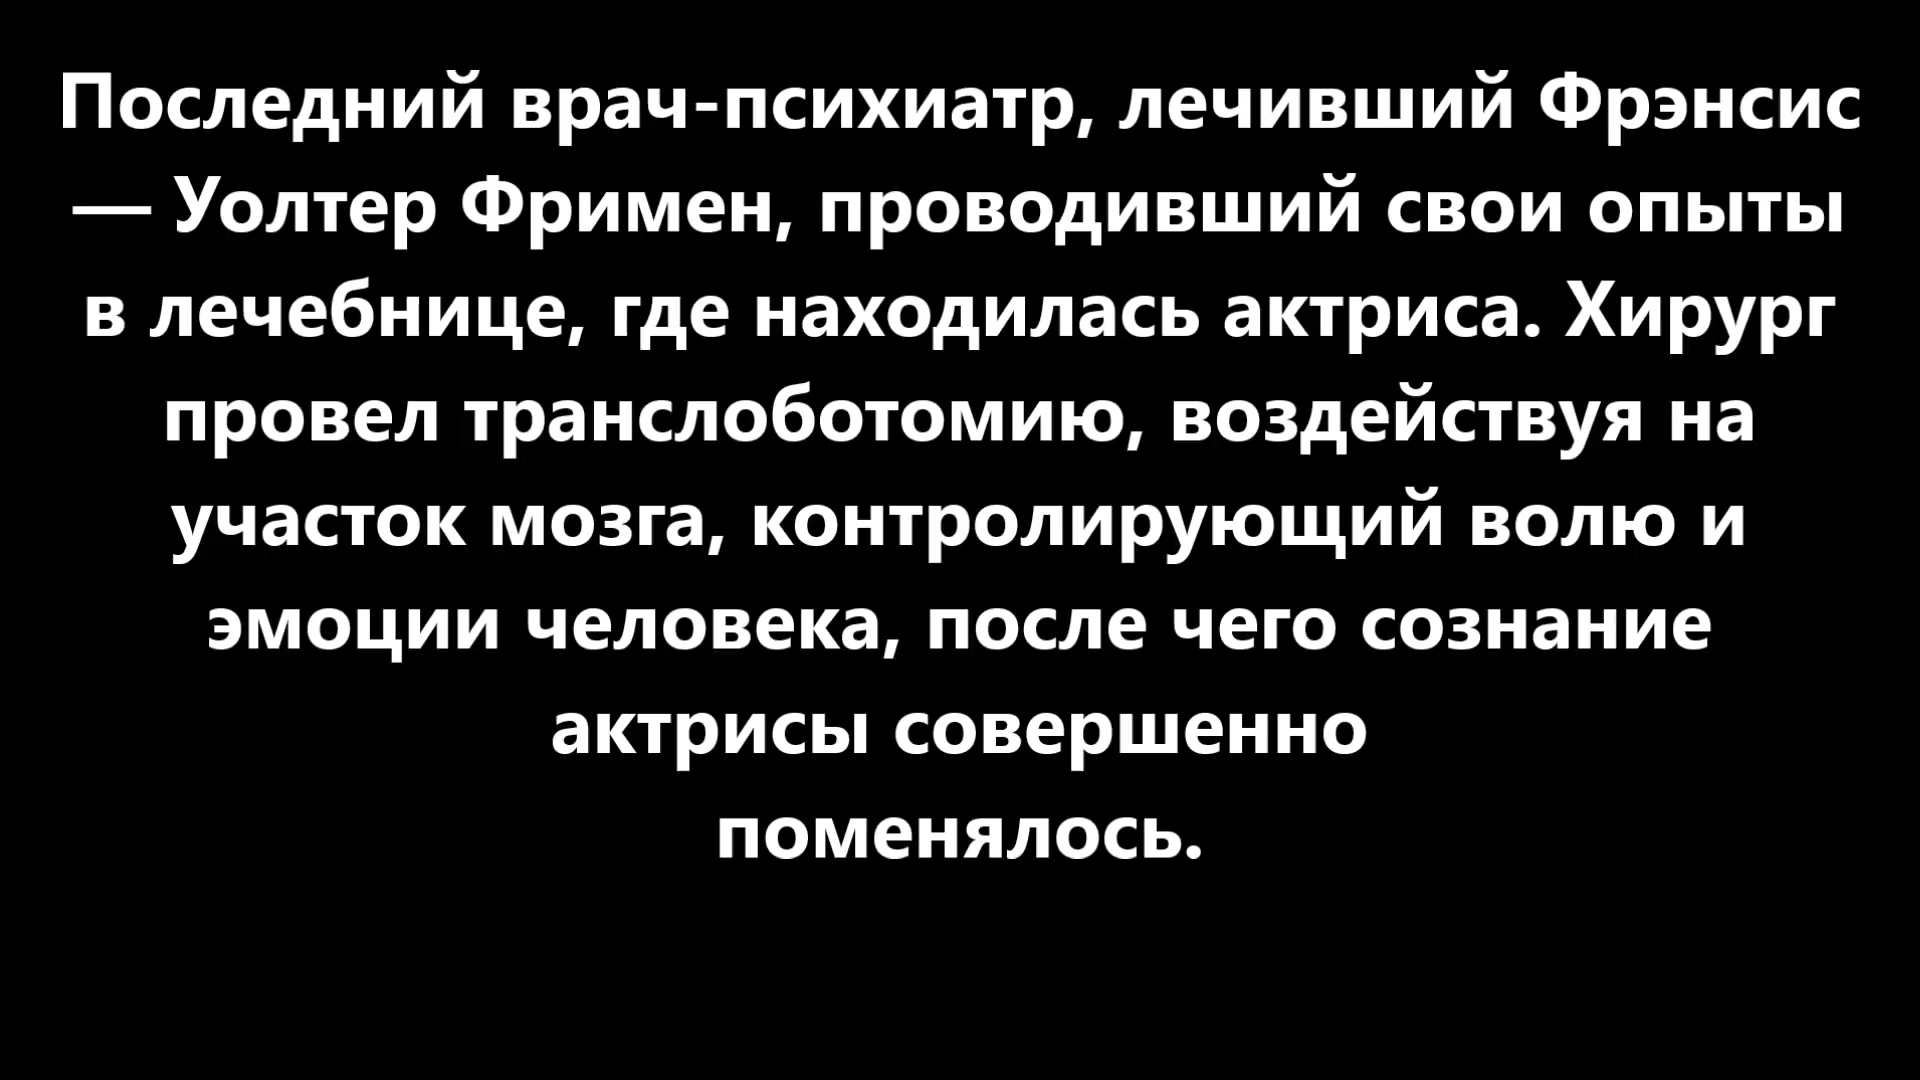 Последний врач-психиатр, лечивший Фрэнсис
— Уолтер Фримен, проводивший свои опыты
в лечебнице, где находилась актриса. Хирург
провел транслоботомию, воздействуя на
участок мозга, контролирующий волю и
эмоции человека, после чего сознание
актрисы совершенно
поменялось.